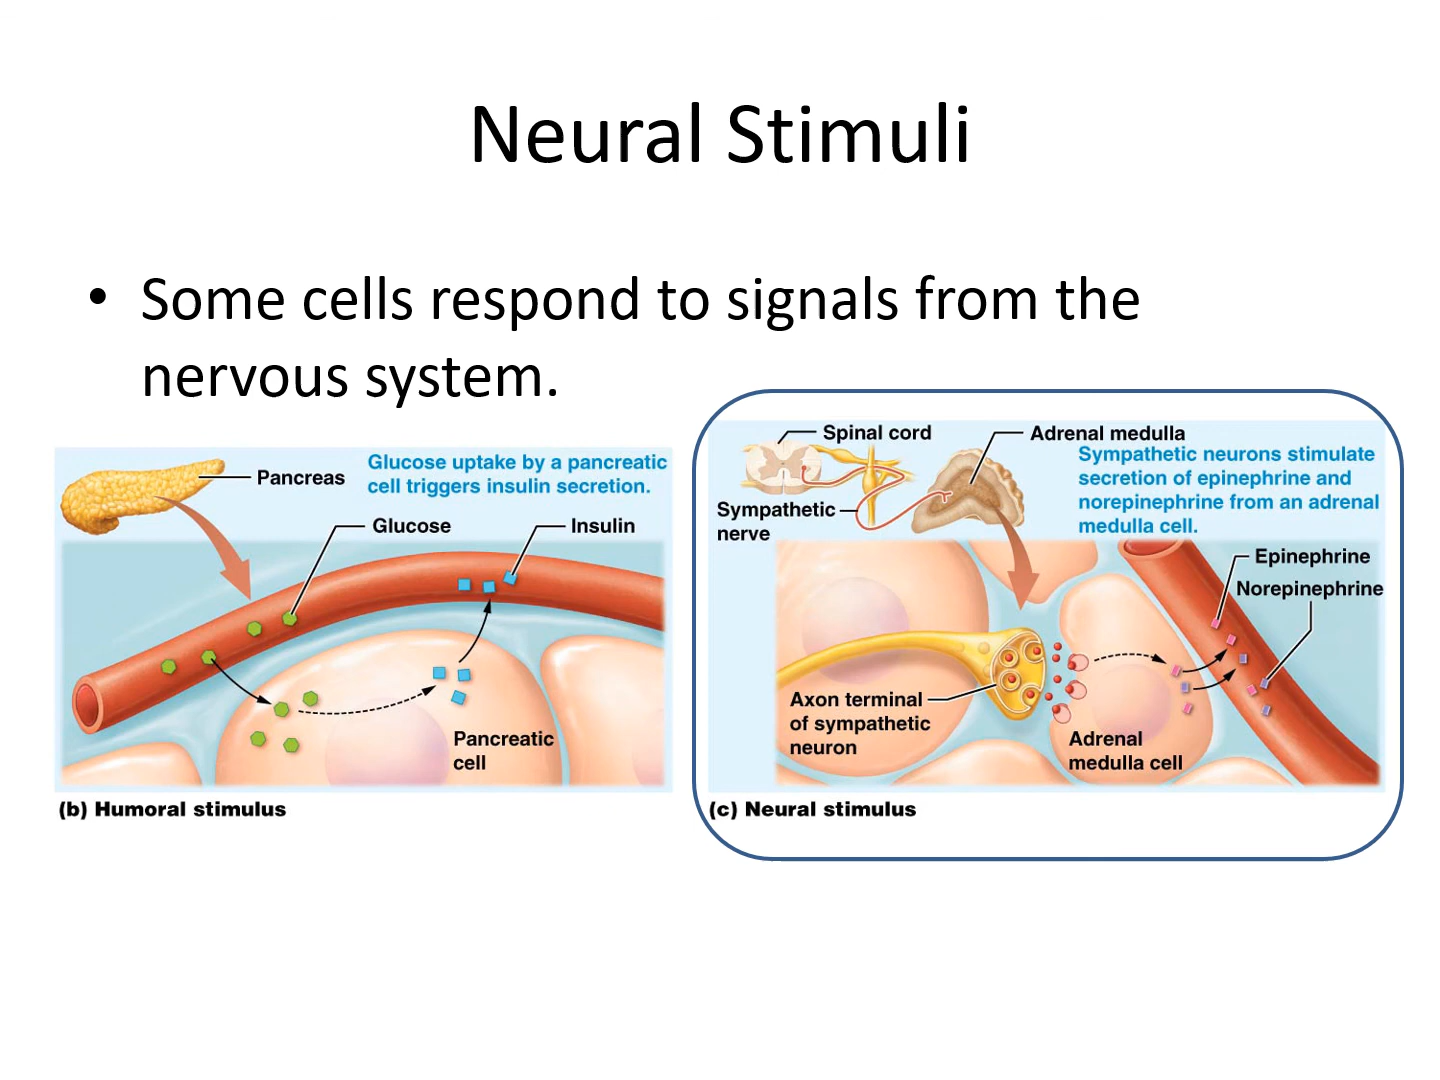 Neural Stimuli
• Some cells respond to signals from the
nervous system.
Pancreas
Glucose uptake by a pancreatic
cell triggers insulin secretion.
Glucose
Insulin
Pancreatic
cell
(b) Humoral stimulus
Spinal cord
Adrenal medulla
Sympathetic neurons stimulate
secretion of epinephrine and
norepinephrine from an adrenal
medulla cell.
Sympathetic
nerve
Epinephrine
Norepinephrine
Axon terminal
of sympathetic
neuron
Adrenal
medulla cell
(c) Neural stimulus